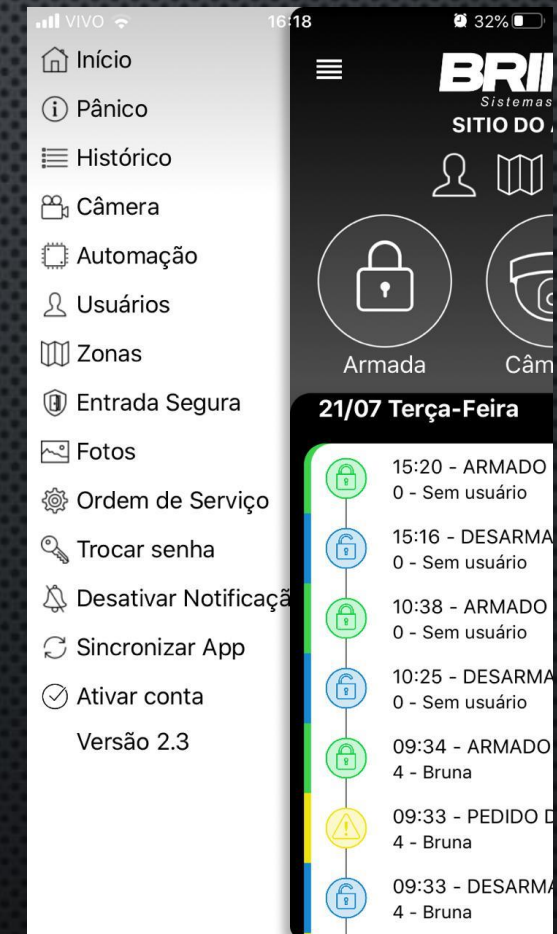 VIVO 16:18 32%
Início
Pânico
Histórico
Câmera
Automação
Usuários
Zonas
Entrada Segura
Fotos
Ordem de Serviço
Trocar senha
Desativar Notificaçã
Sincronizar App
Ativar conta
Versão 2.3
BRI
Sistemas
SITIO DO
Armada
Câm
21/07 Terça-Feira
15:20 - ARMADO
0 - Sem usuário
15:16 - DESARMA
0 - Sem usuário
10:38 - ARMADO
0 - Sem usuário
10:25 - DESARMA
0 - Sem usuário
09:34 - ARMADO
4 - Bruna
09:33 - PEDIDO D
4 - Bruna
09:33 - DESARMA
4 - Bruna